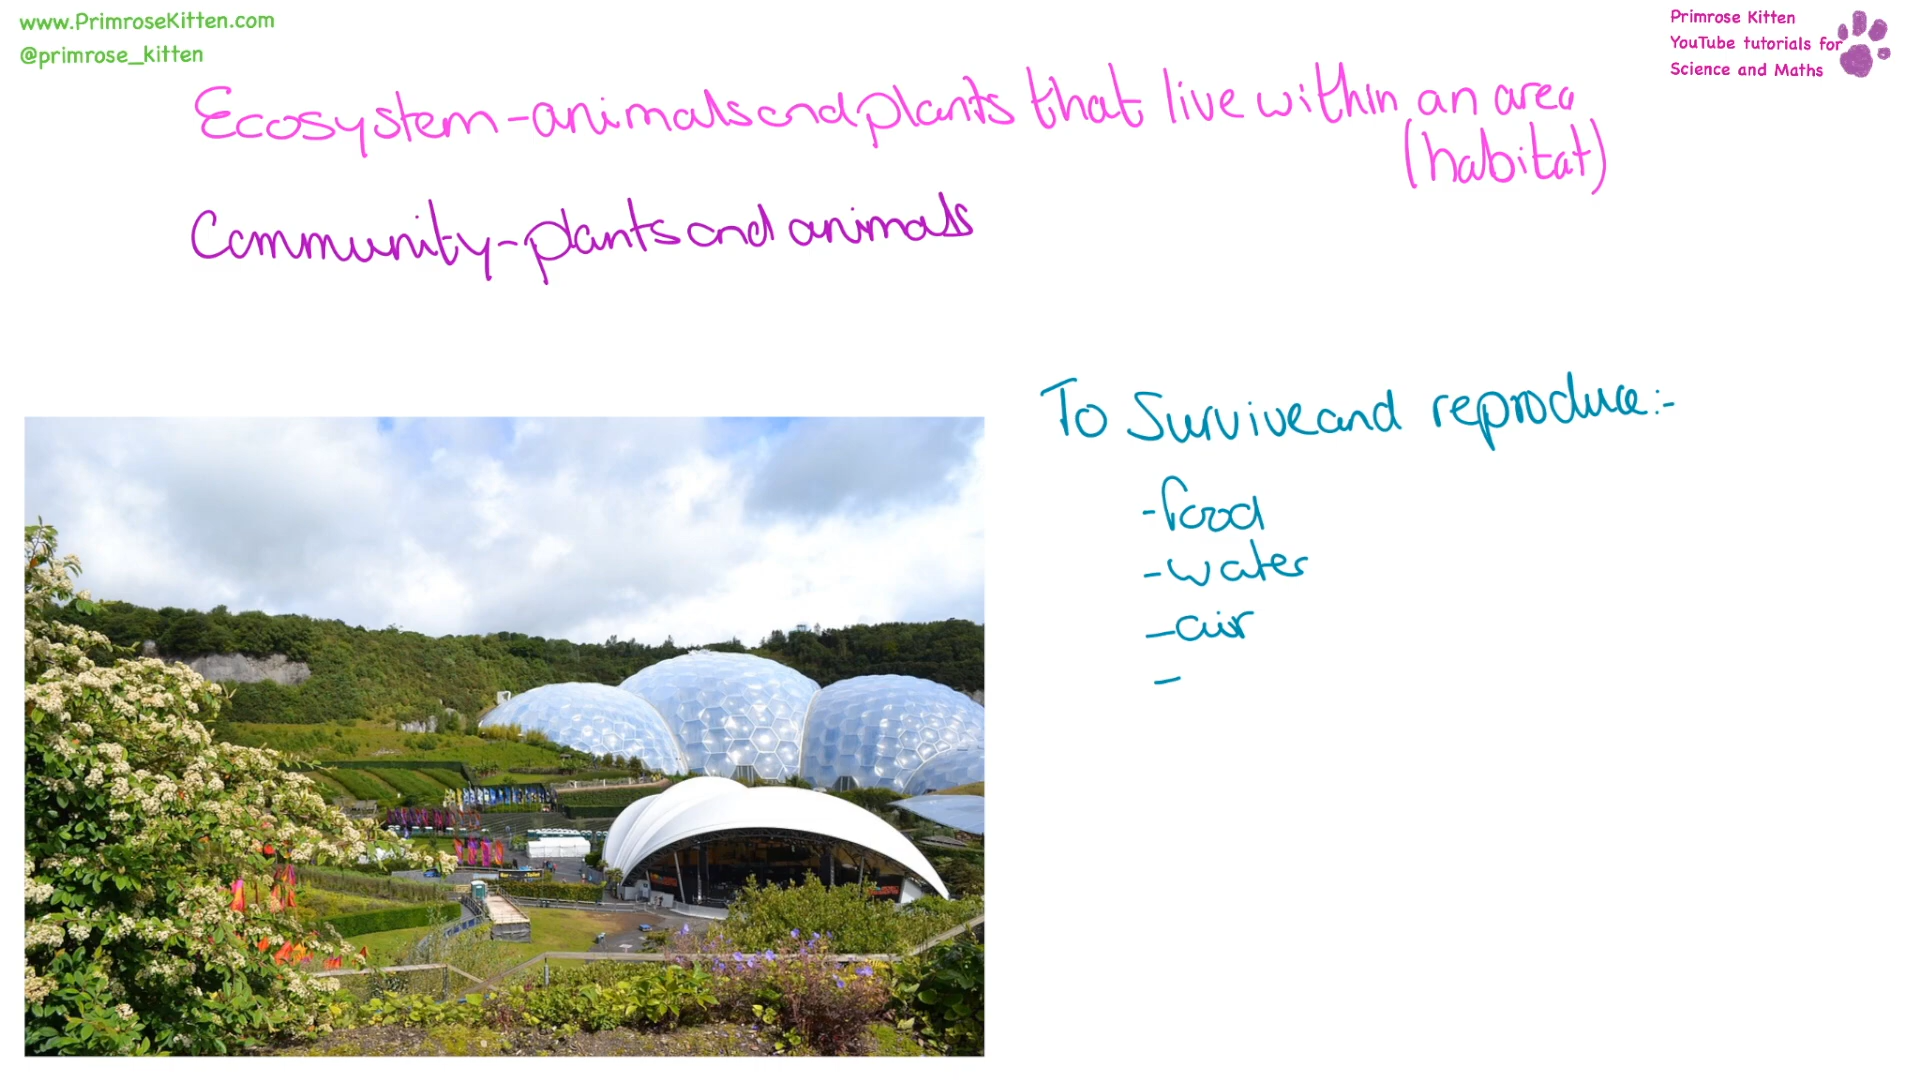 www.PrimroseKitten.com
@primrose_kitten
Primrose Kitten
YouTube tutorials for
Science and Maths
Ecosystem - animals and plants that live within an area
(habitat)
Community - plants and animals
To Survive and reproduce:-
- food
- water
- air
-